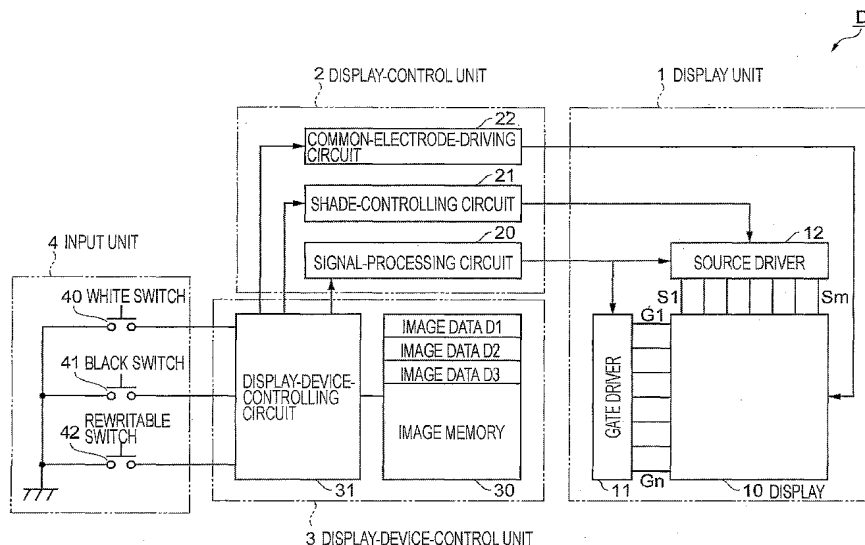 D
2 DISPLAY-CONTROL UNIT
1 DISPLAY UNIT
22
COMMON-ELECTRODE-DRIVING
CIRCUIT
21
SHADE-CONTROLLING CIRCUIT
20
SIGNAL-PROCESSING CIRCUIT
12
SOURCE DRIVER
S1
Sm
G1
GATE DRIVER
Gn
11
10 DISPLAY
4 INPUT UNIT
40 WHITE SWITCH
41 BLACK SWITCH
REWRITABLE
SWITCH
42
DISPLAY-DEVICE-
CONTROLLING
CIRCUIT
31
IMAGE DATA D1
IMAGE DATA D2
IMAGE DATA D3
IMAGE MEMORY
30
3 DISPLAY-DEVICE-CONTROL UNIT